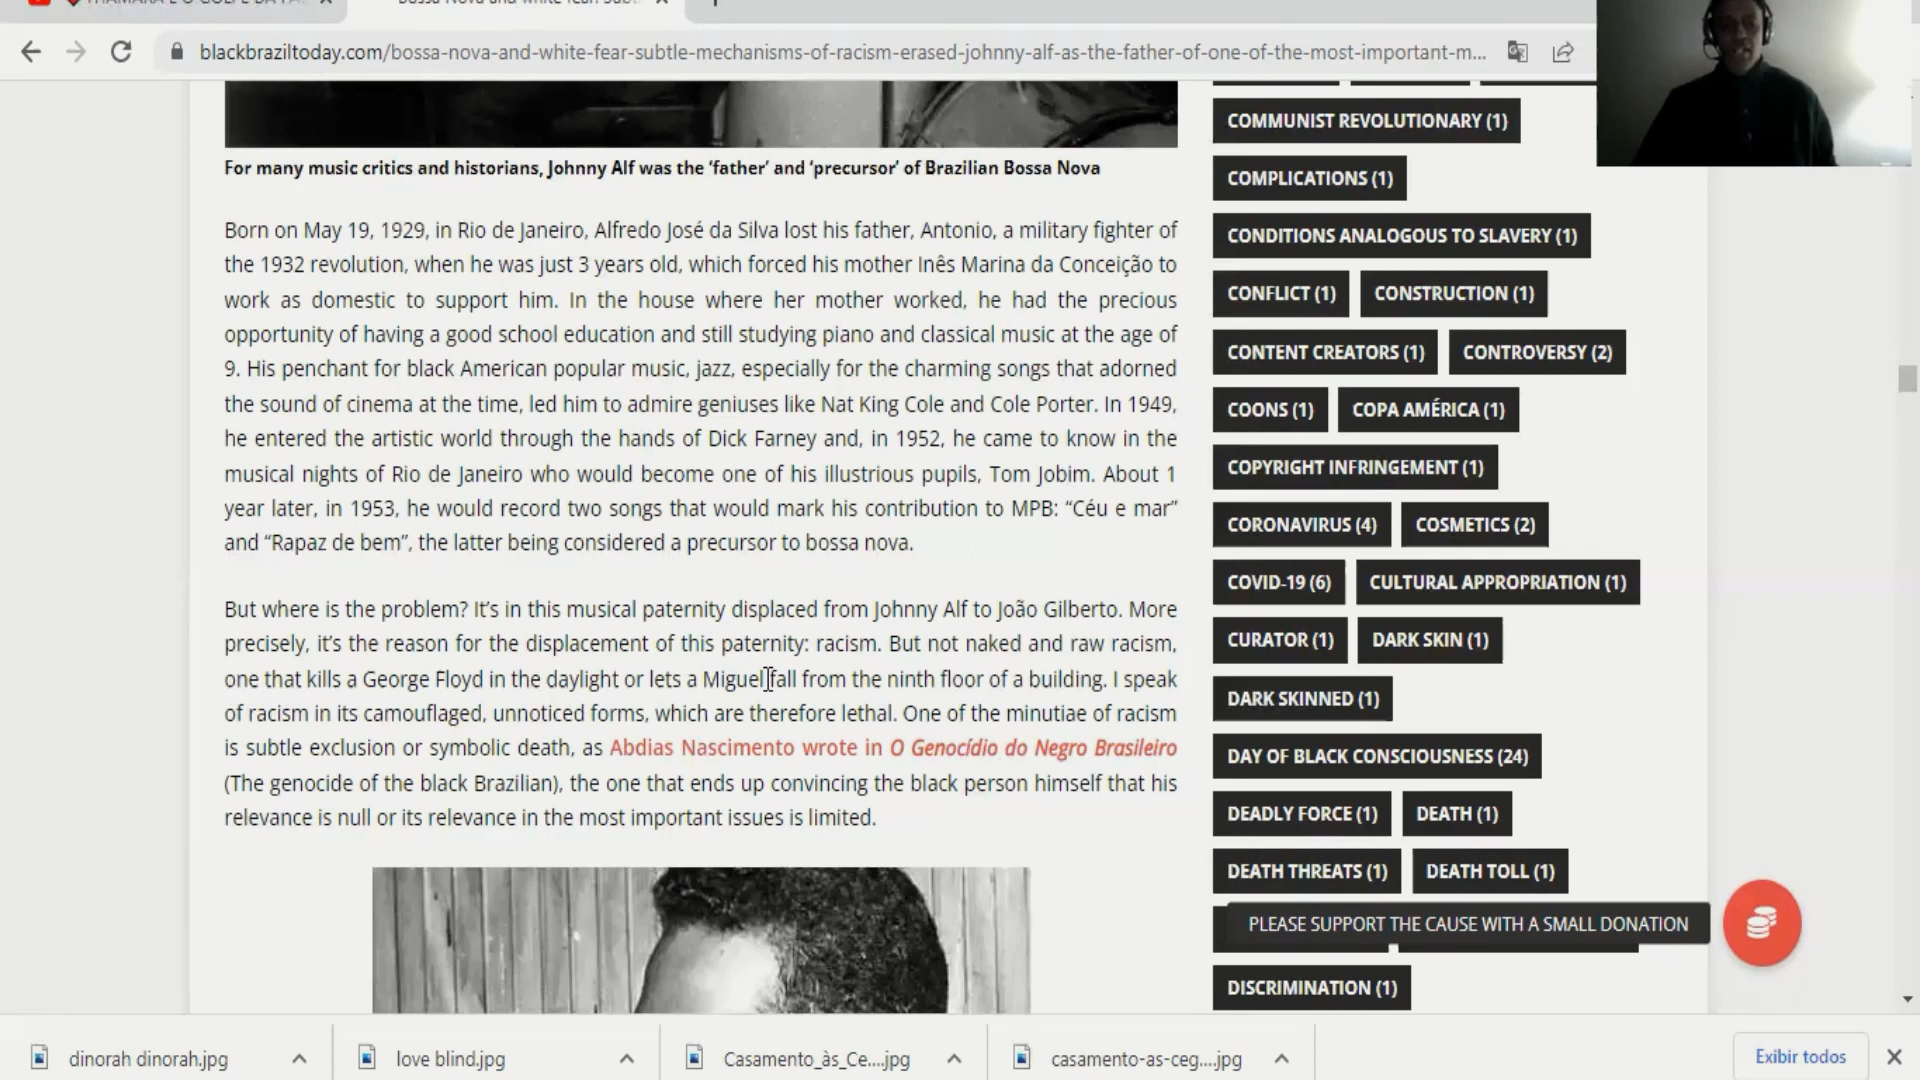 blackbraziltoday.com/bossa-nova-and-white-fear-subtle-mechanisms-of-racism-erased-johnny-alf-as-the-father-of-one-of-the-most-important-m...
For many music critics and historians, Johnny Alf was the ‘father’ and ‘precursor’ of Brazilian Bossa Nova
Born on May 19, 1929, in Rio de Janeiro, Alfredo José da Silva lost his father, Antonio, a military fighter of
the 1932 revolution, when he was just 3 years old, which forced his mother Inês Marina da Conceição to
work as domestic to support him. In the house where her mother worked, he had the precious
opportunity of having a good school education and still studying piano and classical music at the age of
9. His penchant for black American popular music, jazz, especially for the charming songs that adorned
the sound of cinema at the time, led him to admire geniuses like Nat King Cole and Cole Porter. In 1949,
he entered the artistic world through the hands of Dick Farney and, in 1952, he came to know in the
musical nights of Rio de Janeiro who would become one of his illustrious pupils, Tom Jobim. About 1
year later, in 1953, he would record two songs that would mark his contribution to MPB: “Céu e mar”
and “Rapaz de bem”, the latter being considered a precursor to bossa nova.
But where is the problem? It’s in this musical paternity displaced from Johnny Alf to João Gilberto. More
precisely, it’s the reason for the displacement of this paternity: racism. But not naked and raw racism,
one that kills a George Floyd in the daylight or lets a Miguel fall from the ninth floor of a building. I speak
of racism in its camouflaged, unnoticed forms, which are therefore lethal. One of the minutiae of racism
is subtle exclusion or symbolic death, as Abdias Nascimento wrote in O Genocídio do Negro Brasileiro
(The genocide of the black Brazilian), the one that ends up convincing the black person himself that his
relevance is null or its relevance in the most important issues is limited.
COMMUNIST REVOLUTIONARY (1)
COMPLICATIONS (1)
CONDITIONS ANALOGOUS TO SLAVERY (1)
CONFLICT (1) CONSTRUCTION (1)
CONTENT CREATORS (1) CONTROVERSY (2)
COONS (1) COPA AMÉRICA (1)
COPYRIGHT INFRINGEMENT (1)
CORONAVIRUS (4) COSMETICS (2)
COVID-19 (6) CULTURAL APPROPRIATION (1)
CURATOR (1) DARK SKIN (1)
DARK SKINNED (1)
DAY OF BLACK CONSCIOUSNESS (24)
DEADLY FORCE (1) DEATH (1)
DEATH THREATS (1) DEATH TOLL (1)
PLEASE SUPPORT THE CAUSE WITH A SMALL DONATION
DISCRIMINATION (1)
dinorah dinorah.jpg love blind.jpg Casamento_às_Ce....jpg casamento-as-ceg....jpg Exibir todos